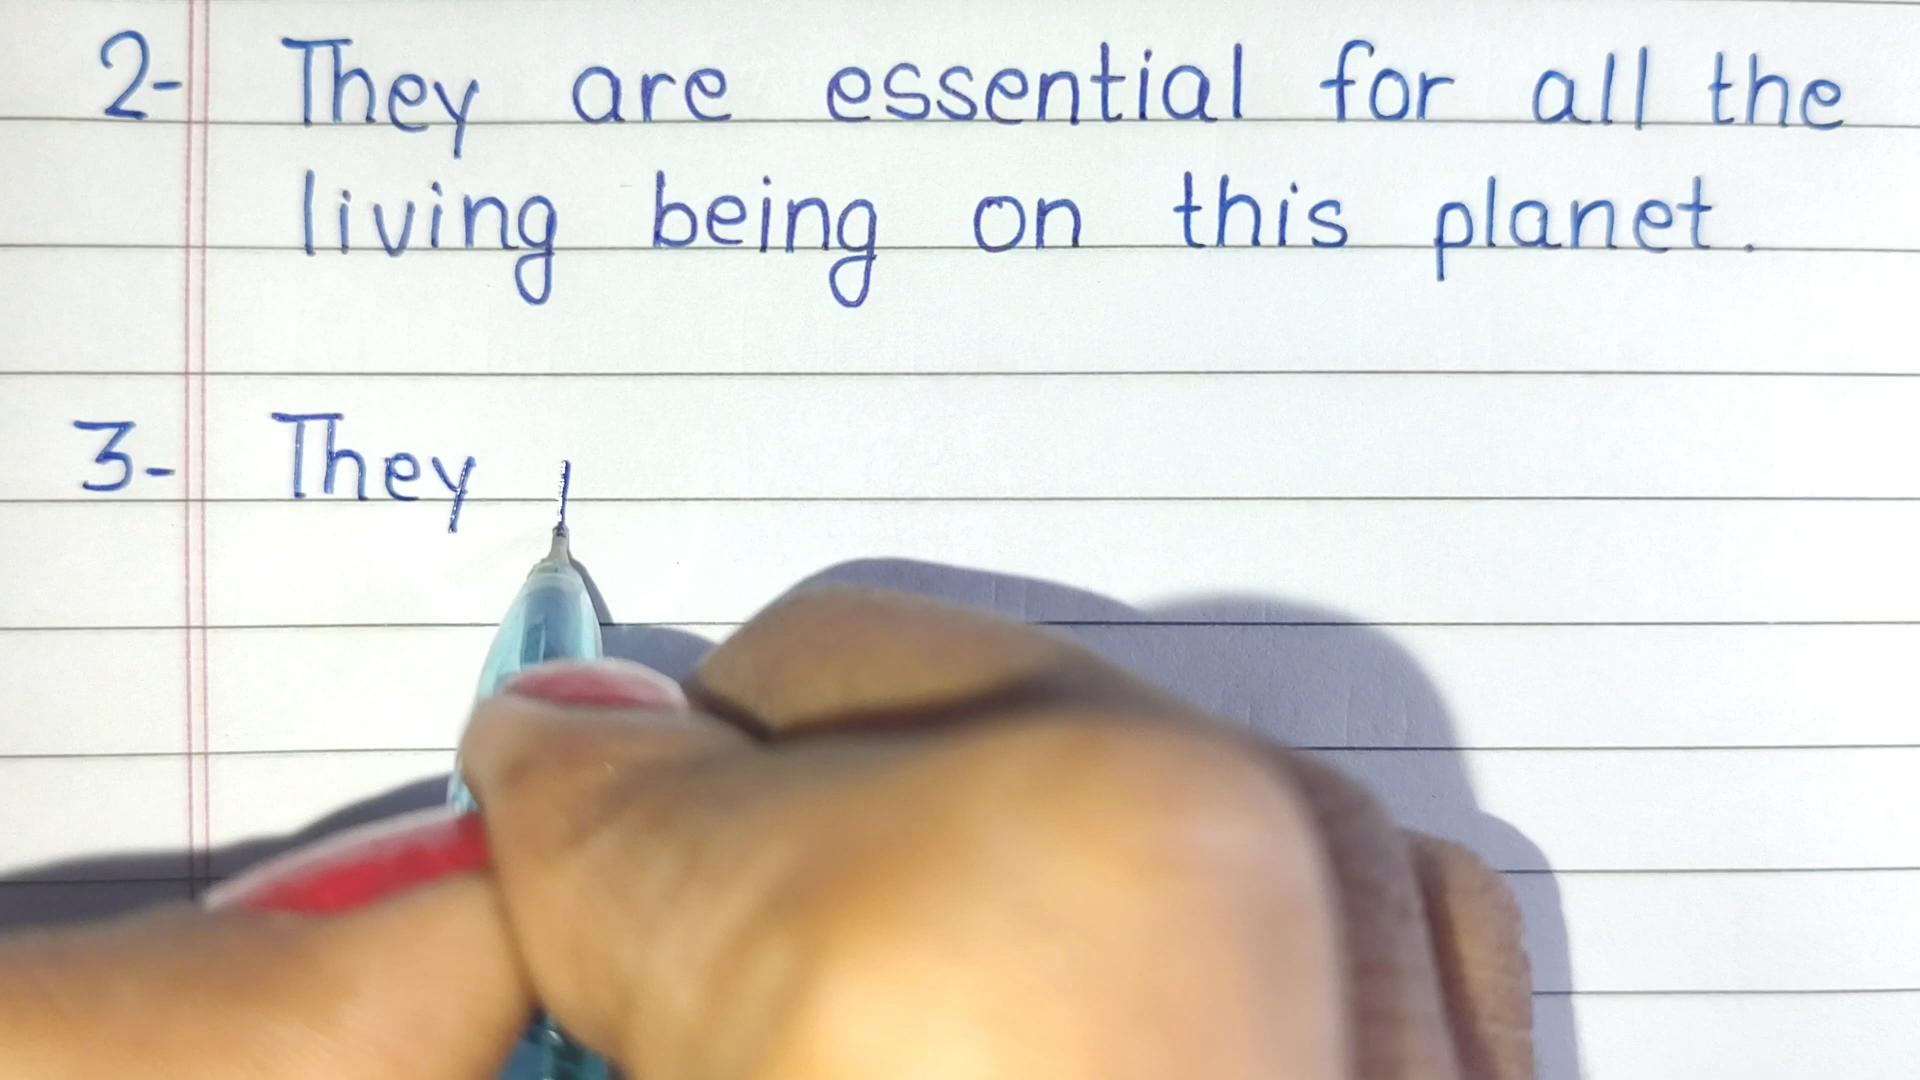 2- They are essential for all the
living being on this planet.
3- They